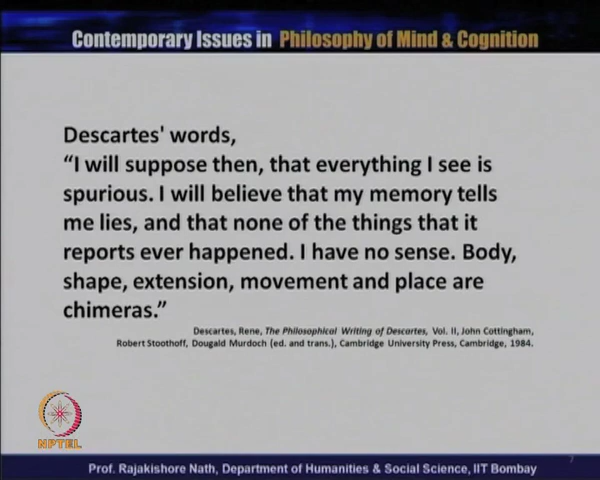 Contemporary Issues in Philosophy of Mind & Cognition
Descartes' words,
“I will suppose then, that everything I see is
spurious. I will believe that my memory tells
me lies, and that none of the things that it
reports ever happened. I have no sense. Body,
shape, extension, movement and place are
chimeras.”
Descartes, Rene, The Philosophical Writing of Descartes, Vol. II, John Cottingham,
Robert Stoothoff, Dougald Murdoch (ed. and trans.), Cambridge University Press, Cambridge, 1984.
NPTEL
7
Prof. Rajakishore Nath, Department of Humanities & Social Science, IIT Bombay